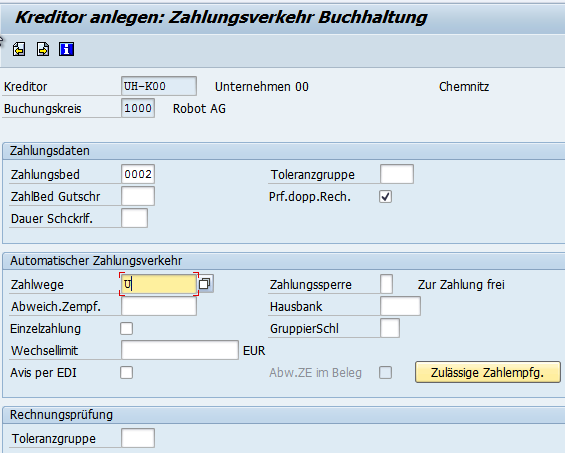 Kreditor anlegen: Zahlungsverkehr Buchhaltung
Kreditor UH-K00 Unternehmen 00 Chemnitz
Buchungskreis 1000 Robot AG
Zahlungsdaten
Zahlungsbed 0002 Toleranzgruppe
ZahlBed Gutschr Prf.dopp.Rech.
Dauer Schckrlf.
Automatischer Zahlungsverkehr
Zahlwege U Zahlungssperre Zur Zahlung frei
Abweich.Zempf. Hausbank
Einzelzahlung GruppierSchl
Wechsellimit EUR
Avis per EDI Abw.ZE im Beleg Zulässige Zahlempfg.
Rechnungsprüfung
Toleranzgruppe